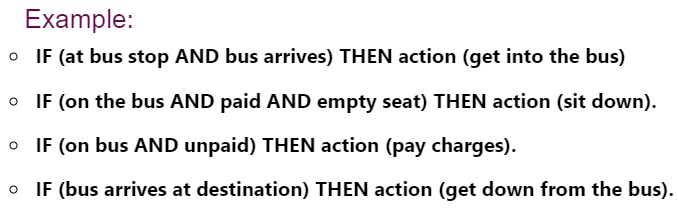 Example:
IF (at bus stop AND bus arrives) THEN action (get into the bus)
IF (on the bus AND paid AND empty seat) THEN action (sit down).
IF (on bus AND unpaid) THEN action (pay charges).
IF (bus arrives at destination) THEN action (get down from the bus).